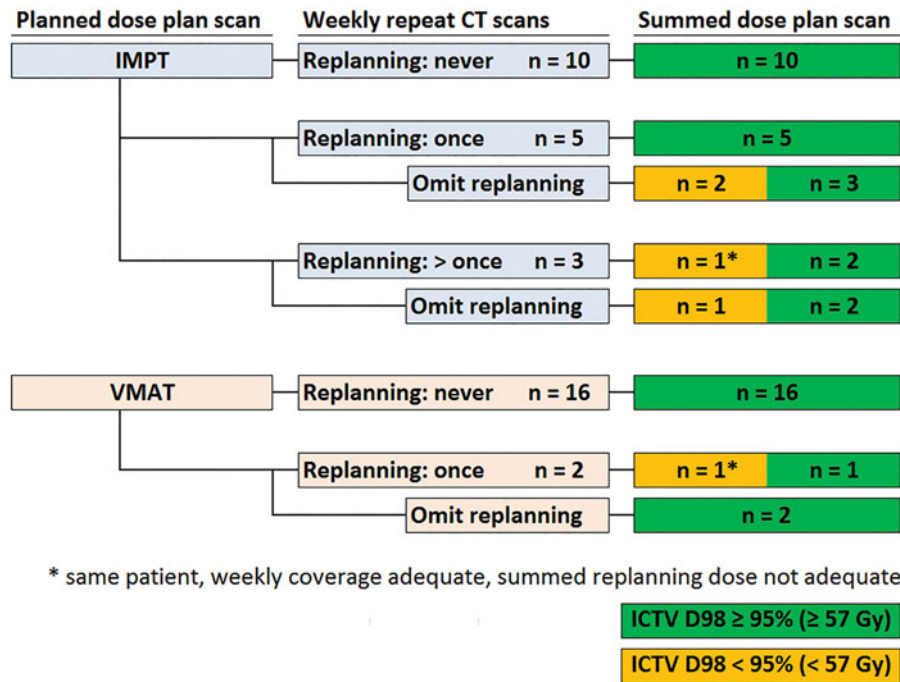 Planned dose plan scan Weekly repeat CT scans Summed dose plan scan
IMPT Replanning: never n = 10 n = 10
Replanning: once n = 5 n = 5
Omit replanning n = 2 n = 3
Replanning: > once n = 3 n = 1* n = 2
Omit replanning n = 1 n = 2
VMAT Replanning: never n = 16 n = 16
Replanning: once n = 2 n = 1* n = 1
Omit replanning n = 2
* same patient, weekly coverage adequate, summed replanning dose not adequate
ICTV D98 ≥ 95% (≥ 57 Gy)
ICTV D98 < 95% (< 57 Gy)